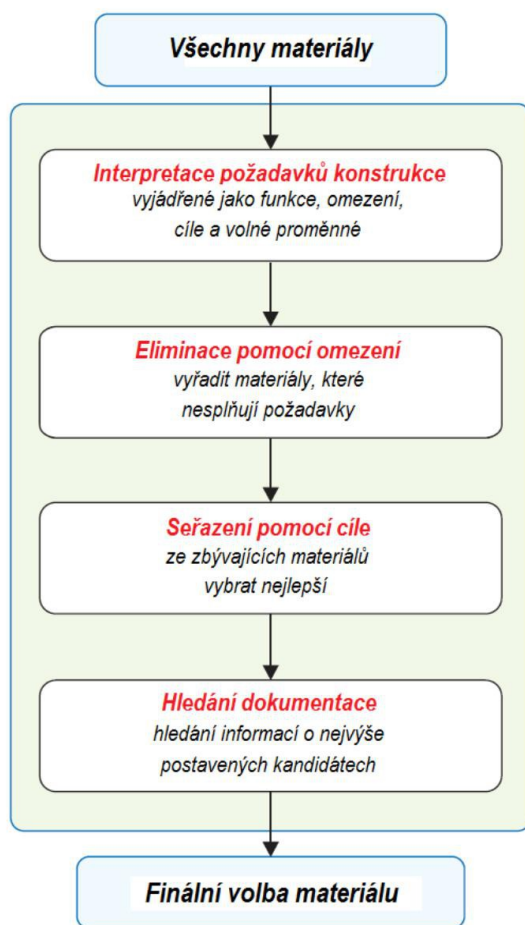 Všechny materiály
Interpretace požadavků konstrukce
vyjádřené jako funkce, omezení,
cíle a volné proměnné
Eliminace pomocí omezení
vyřadit materiály, které
nesplňují požadavky
Seřazení pomocí cíle
ze zbývajících materiálů
vybrat nejlepší
Hledání dokumentace
hledání informací o nejvýše
postavených kandidátech
Finální volba materiálu